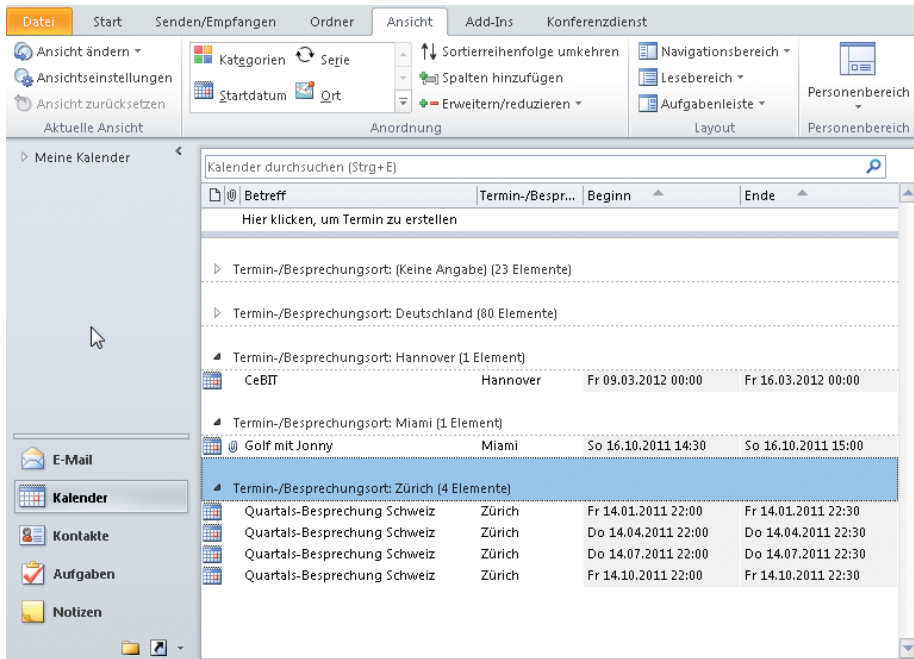 Datei Start Senden/Empfangen Ordner Ansicht Add-Ins Konferenzdienst
Ansicht ändern Kategorien Serie Sortierreihenfolge umkehren Navigationsbereich
Ansichtseinstellungen Spalten hinzufügen Lesebereich Personenbereich
Ansicht zurücksetzen Startdatum Ort Erweitern/reduzieren Aufgabenleiste
Aktuelle Ansicht Anordnung Layout Personenbereich
Meine Kalender
Kalender durchsuchen (Strg+E)
Betreff Termin-/Bespr... Beginn Ende
Hier klicken, um Termin zu erstellen
Termin-/Besprechungsort: (Keine Angabe) (23 Elemente)
Termin-/Besprechungsort: Deutschland (80 Elemente)
Termin-/Besprechungsort: Hannover (1 Element)
CeBIT Hannover Fr 09.03.2012 00:00 Fr 16.03.2012 00:00
Termin-/Besprechungsort: Miami (1 Element)
Golf mit Jonny Miami So 16.10.2011 14:30 So 16.10.2011 15:00
Termin-/Besprechungsort: Zürich (4 Elemente)
Quartals-Besprechung Schweiz Zürich Fr 14.01.2011 22:00 Fr 14.01.2011 22:30
Quartals-Besprechung Schweiz Zürich Do 14.04.2011 22:00 Do 14.04.2011 22:30
Quartals-Besprechung Schweiz Zürich Do 14.07.2011 22:00 Do 14.07.2011 22:30
Quartals-Besprechung Schweiz Zürich Fr 14.10.2011 22:00 Fr 14.10.2011 22:30
E-Mail
Kalender
Kontakte
Aufgaben
Notizen